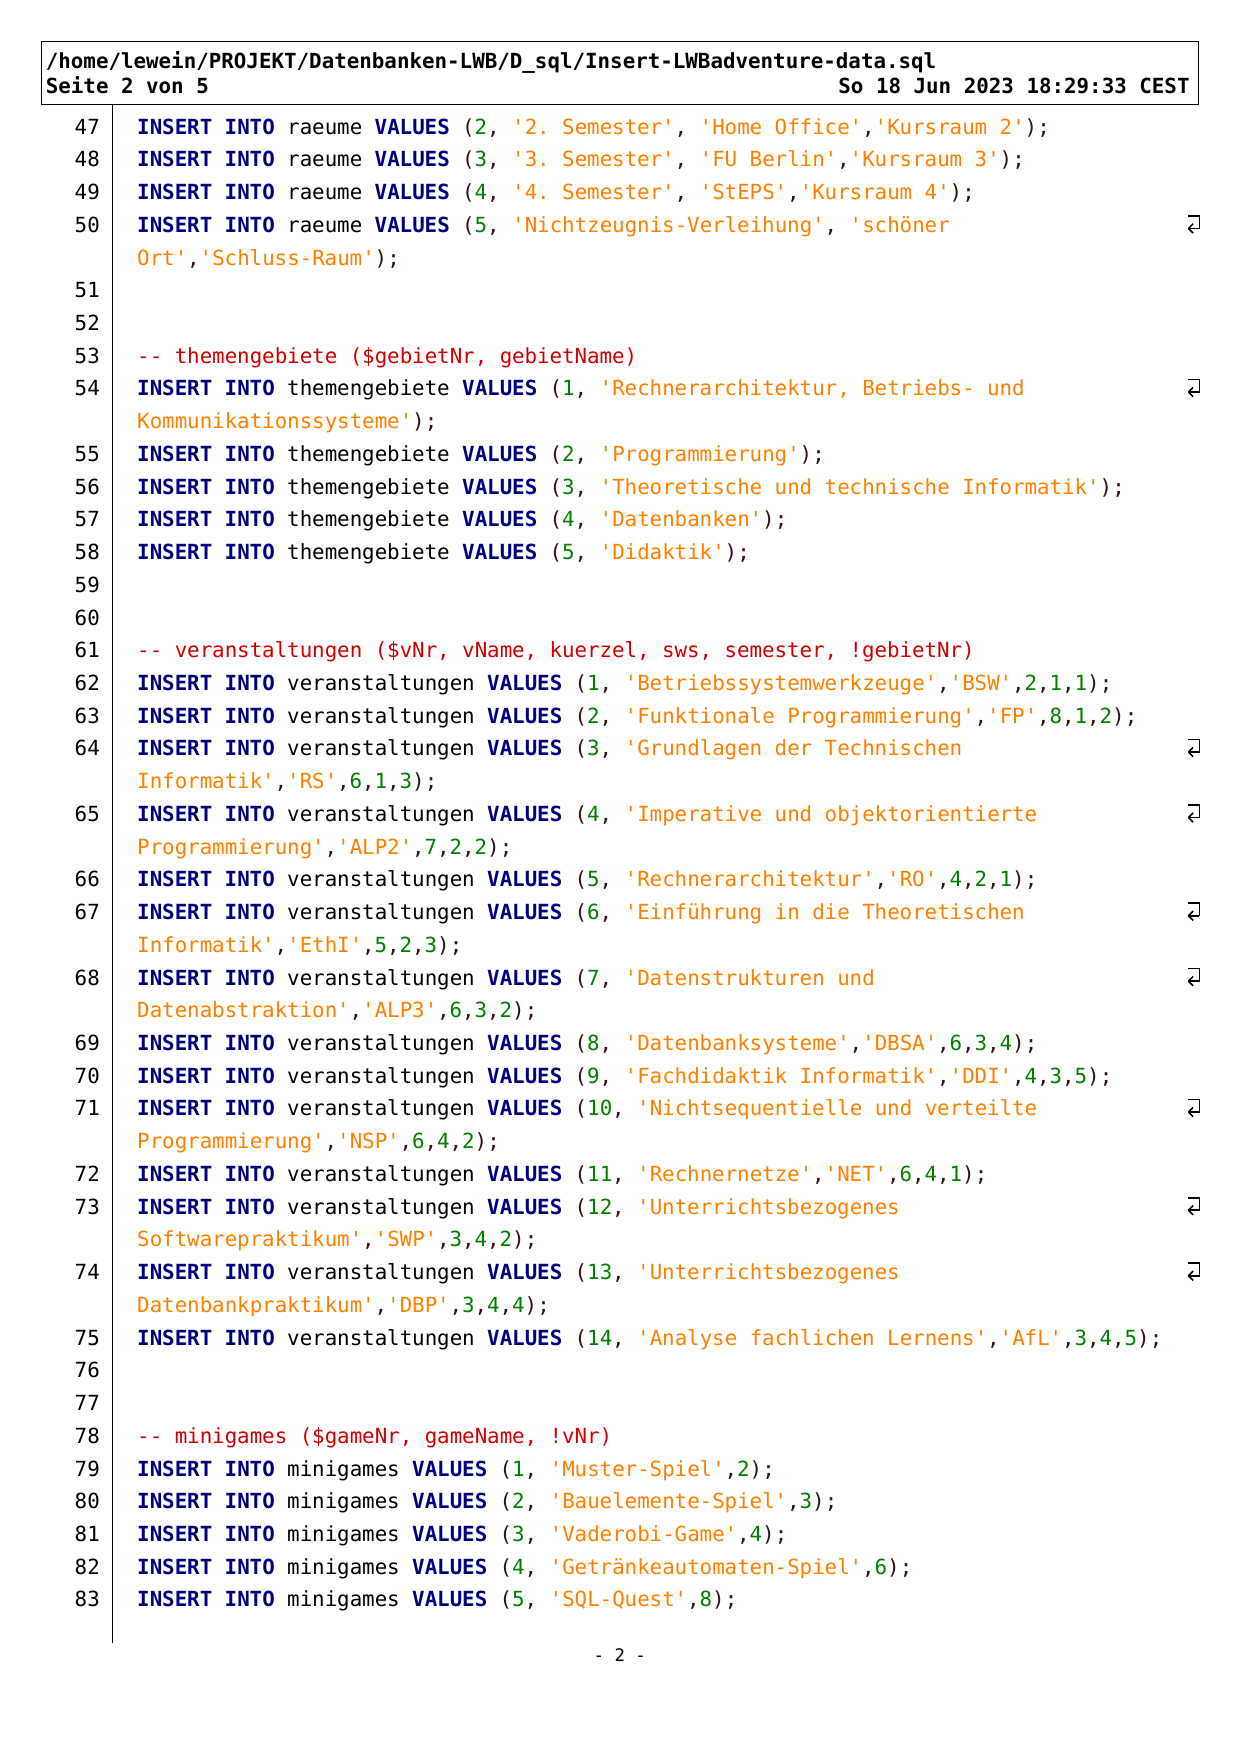 /home/lewein/PROJEKT/Datenbanken-LWB/D_sql/Insert-LWBadventure-data.sql
Seite 2 von 5 So 18 Jun 2023 18:29:33 CEST
47 INSERT INTO raeume VALUES (2, '2. Semester', 'Home Office','Kursraum 2');
48 INSERT INTO raeume VALUES (3, '3. Semester', 'FU Berlin','Kursraum 3');
49 INSERT INTO raeume VALUES (4, '4. Semester', 'StEPS','Kursraum 4');
50 INSERT INTO raeume VALUES (5, 'Nichtzeugnis-Verleihung', 'schöner
Ort','Schluss-Raum');
51
52
53 -- themengebiete ($gebietNr, gebietName)
54 INSERT INTO themengebiete VALUES (1, 'Rechnerarchitektur, Betriebs- und
Kommunikationssysteme');
55 INSERT INTO themengebiete VALUES (2, 'Programmierung');
56 INSERT INTO themengebiete VALUES (3, 'Theoretische und technische Informatik');
57 INSERT INTO themengebiete VALUES (4, 'Datenbanken');
58 INSERT INTO themengebiete VALUES (5, 'Didaktik');
59
60
61 -- veranstaltungen ($vNr, vName, kuerzel, sws, semester, !gebietNr)
62 INSERT INTO veranstaltungen VALUES (1, 'Betriebssystemwerkzeuge','BSW',2,1,1);
63 INSERT INTO veranstaltungen VALUES (2, 'Funktionale Programmierung','FP',8,1,2);
64 INSERT INTO veranstaltungen VALUES (3, 'Grundlagen der Technischen
Informatik','RS',6,1,3);
65 INSERT INTO veranstaltungen VALUES (4, 'Imperative und objektorientierte
Programmierung','ALP2',7,2,2);
66 INSERT INTO veranstaltungen VALUES (5, 'Rechnerarchitektur','RO',4,2,1);
67 INSERT INTO veranstaltungen VALUES (6, 'Einführung in die Theoretischen
Informatik','EthI',5,2,3);
68 INSERT INTO veranstaltungen VALUES (7, 'Datenstrukturen und
Datenabstraktion','ALP3',6,3,2);
69 INSERT INTO veranstaltungen VALUES (8, 'Datenbanksysteme','DBSA',6,3,4);
70 INSERT INTO veranstaltungen VALUES (9, 'Fachdidaktik Informatik','DDI',4,3,5);
71 INSERT INTO veranstaltungen VALUES (10, 'Nichtsequentielle und verteilte
Programmierung','NSP',6,4,2);
72 INSERT INTO veranstaltungen VALUES (11, 'Rechnernetze','NET',6,4,1);
73 INSERT INTO veranstaltungen VALUES (12, 'Unterrichtsbezogenes
Softwarepraktikum','SWP',3,4,2);
74 INSERT INTO veranstaltungen VALUES (13, 'Unterrichtsbezogenes
Datenbankpraktikum','DBP',3,4,4);
75 INSERT INTO veranstaltungen VALUES (14, 'Analyse fachlichen Lernens','AfL',3,4,5);
76
77
78 -- minigames ($gameNr, gameName, !vNr)
79 INSERT INTO minigames VALUES (1, 'Muster-Spiel',2);
80 INSERT INTO minigames VALUES (2, 'Bauelemente-Spiel',3);
81 INSERT INTO minigames VALUES (3, 'Vaderobi-Game',4);
82 INSERT INTO minigames VALUES (4, 'Getränkeautomaten-Spiel',6);
83 INSERT INTO minigames VALUES (5, 'SQL-Quest',8);
- 2 -